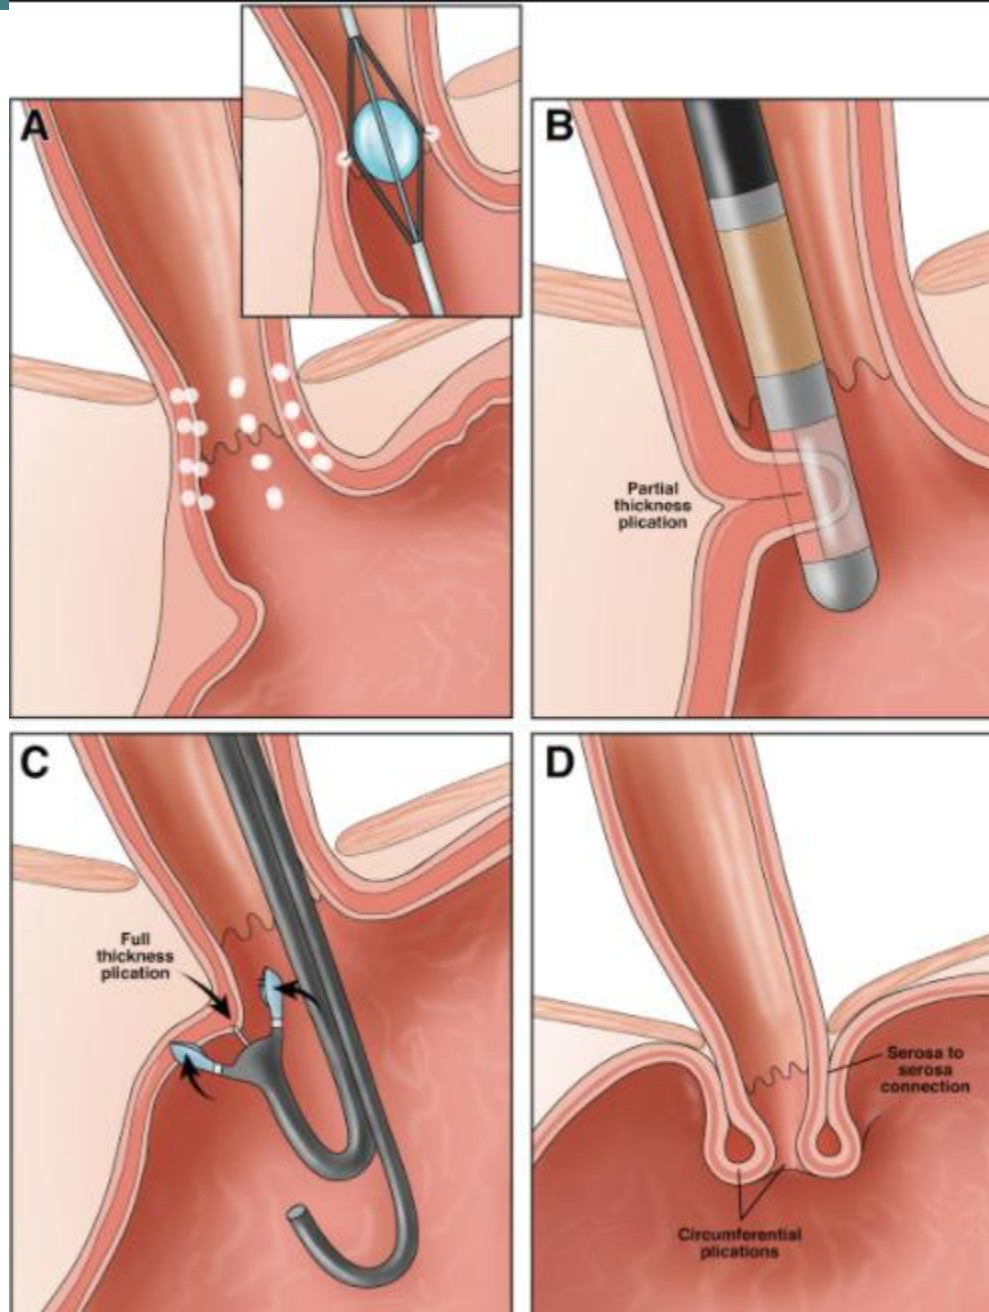 A
B
Partial
thickness
plication
C
Full
thickness
plication
D
Serosa to
serosa
connection
Circumferential
plications